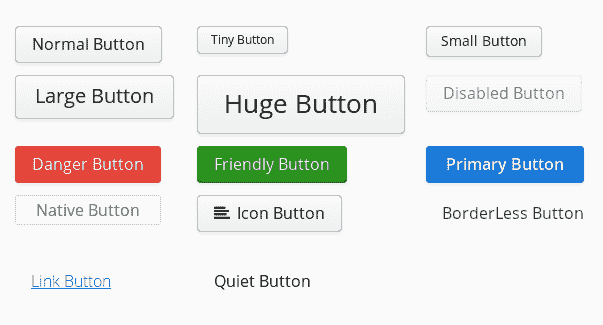 Normal Button
Tiny Button
Small Button
Large Button
Huge Button
Disabled Button
Danger Button
Friendly Button
Primary Button
Native Button
Icon Button
BorderLess Button
Link Button
Quiet Button